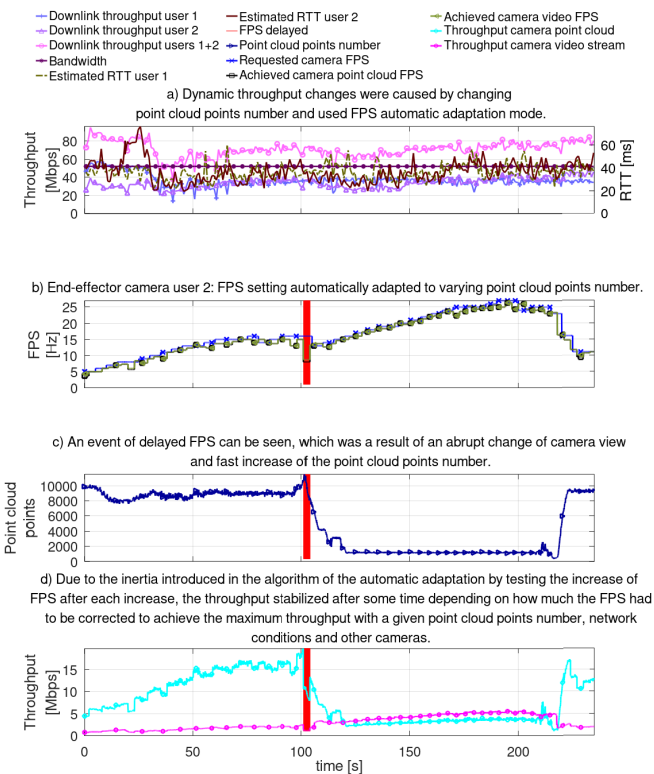 Downlink throughput user 1
Downlink throughput user 2
Downlink throughput users 1+2
Bandwidth
Estimated RTT user 1
Estimated RTT user 2
FPS delayed
Point cloud points number
Requested camera FPS
Achieved camera point cloud FPS
Achieved camera video FPS
Throughput camera point cloud
Throughput camera video stream
a) Dynamic throughput changes were caused by changing
point cloud points number and used FPS automatic adaptation mode.
Throughput
[Mbps]
80
60
40
20
0
60
40
20
0
RTT [ms]
b) End-effector camera user 2: FPS setting automatically adapted to varying point cloud points number.
FPS
[Hz]
25
20
15
10
5
0
c) An event of delayed FPS can be seen, which was a result of an abrupt change of camera view
and fast increase of the point cloud points number.
Point cloud
points
10000
8000
6000
4000
2000
0
d) Due to the inertia introduced in the algorithm of the automatic adaptation by testing the increase of
FPS after each increase, the throughput stabilized after some time depending on how much the FPS had
to be corrected to achieve the maximum throughput with a given point cloud points number, network
conditions and other cameras.
Throughput
[Mbps]
15
10
5
0
0 50 100 150 200
time [s]